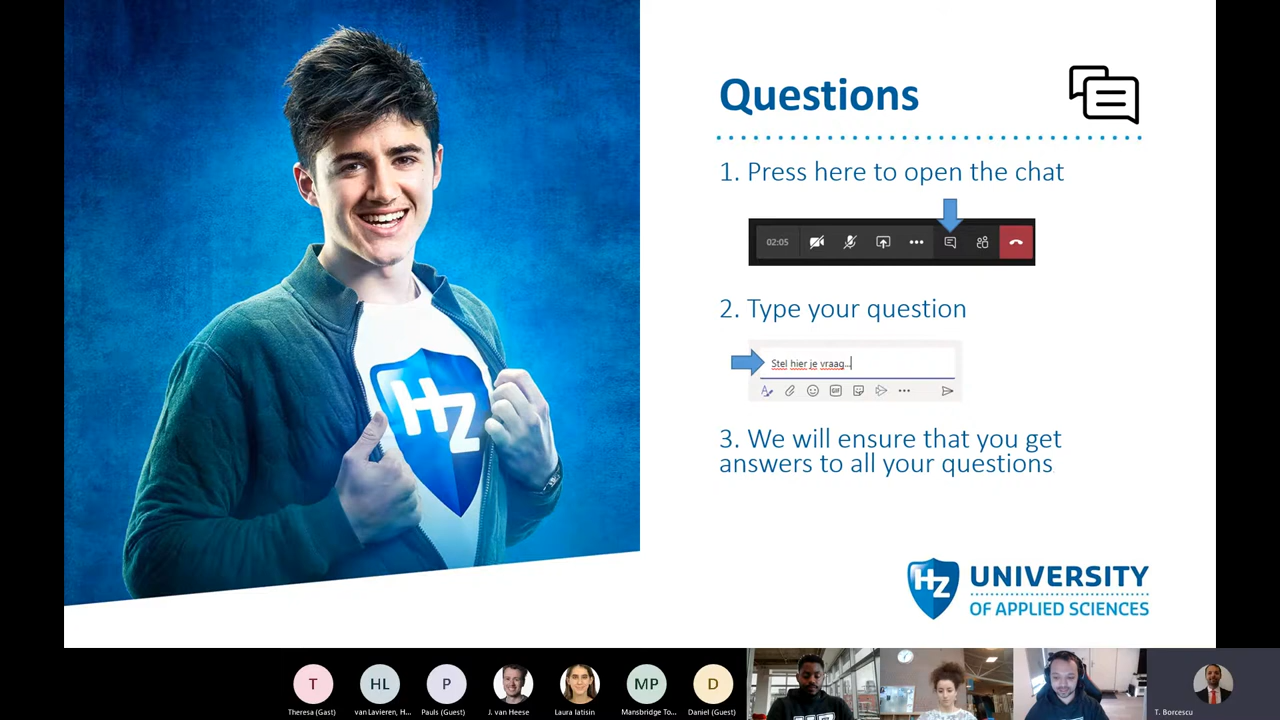 Questions
1. Press here to open the chat
02:05
2. Type your question
Stel hier je vraag...
GIF
3. We will ensure that you get
answers to all your questions
HZ
HZ UNIVERSITY
OF APPLIED SCIENCES
T
HL
P
MP
D
Theresa (Gast)
van Lavieren, H...
Pauls (Guest)
J. van Heese
Laura Iatisin
Mansbridge To...
Daniel (Guest)
T. Borcescu